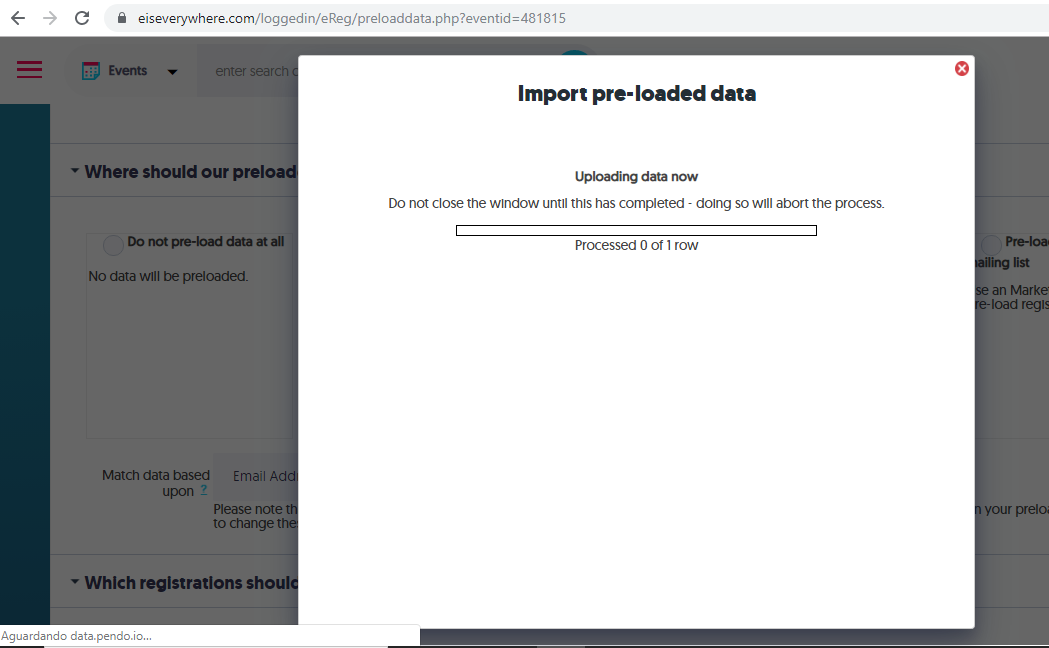 eiseverywhere.com/loggedin/eReg/preloaddata.php?eventid=481815
Events
enter search c
Import pre-loaded data
Where should our preload
Uploading data now
Do not close the window until this has completed - doing so will abort the process.
Processed 0 of 1 row
Do not pre-load data at all
No data will be preloaded.
Pre-loa
ailing list
se an Marke
re-load regis
Match data based
upon ?
Email Add
Please note th
to change the
n your preloa
Which registrations should
Aguardando data.pendo.io...